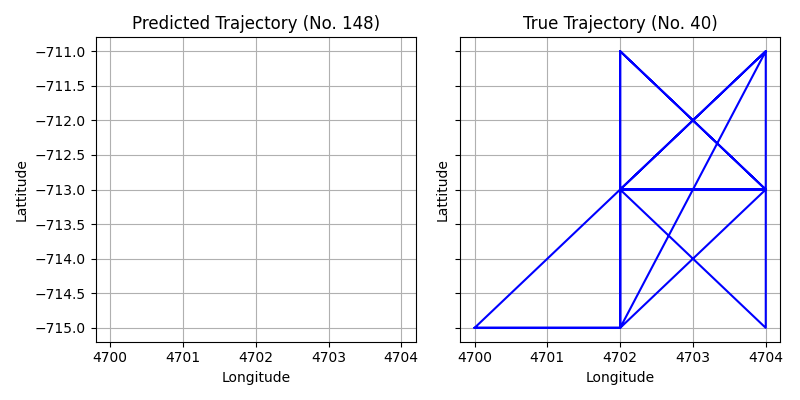 Predicted Trajectory (No. 148)
True Trajectory (No. 40)
Lattitude
−711.0
−711.5
−712.0
−712.5
−713.0
−713.5
−714.0
−714.5
−715.0
4700 4701 4702 4703 4704
Longitude
Lattitude
4700 4701 4702 4703 4704
Longitude